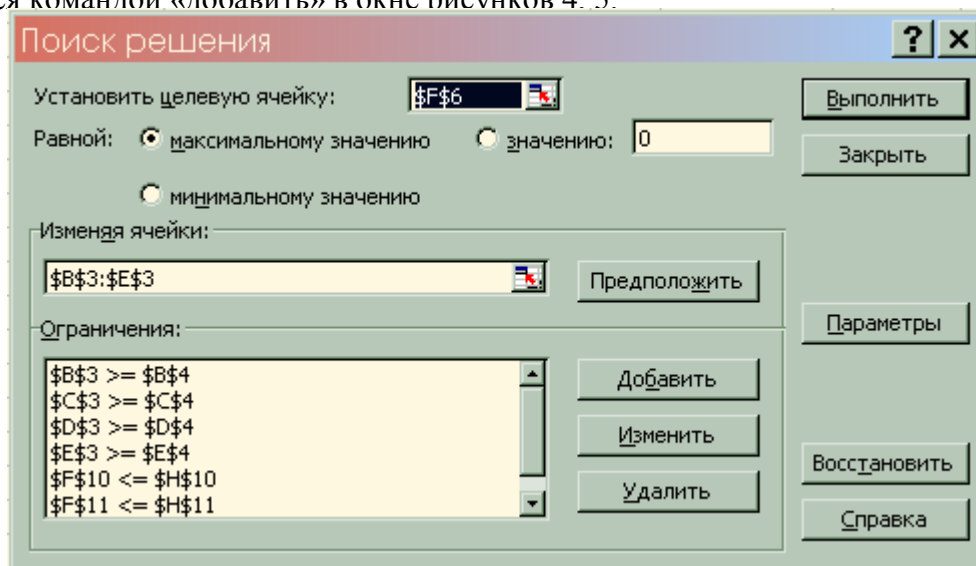 ся командой «Добавить» в окне рисунков 4, 5.
Поиск решения
Установить целевую ячейку: $F$6
Выполнить
Равной: максимальному значению значению: 0
Закрыть
минимальному значению
Изменяя ячейки:
$B$3:$E$3
Предположить
Ограничения:
Параметры
$B$3 >= $B$4
$C$3 >= $C$4
$D$3 >= $D$4
$E$3 >= $E$4
$F$10 <= $H$10
$F$11 <= $H$11
Добавить
Изменить
Удалить
Восстановить
Справка